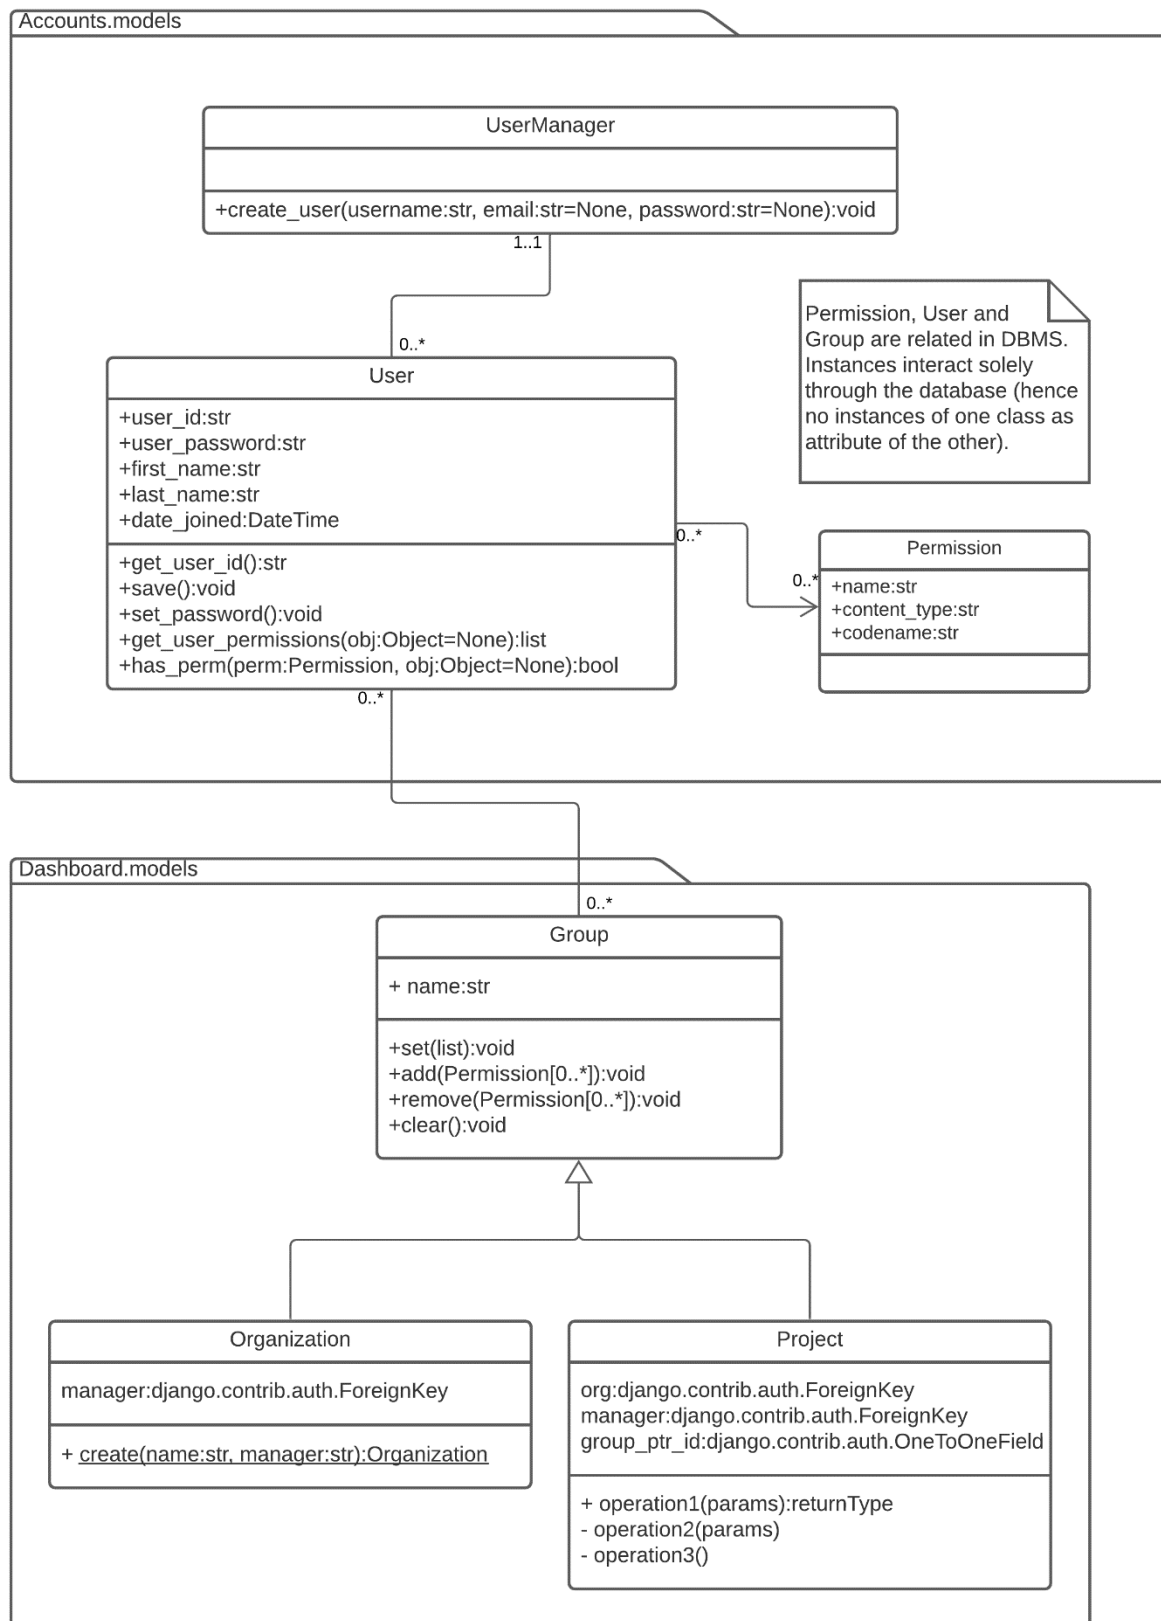 Accounts.models
UserManager
+create_user(username:str, email:str=None, password:str=None):void
1..1
0..*
User
+user_id:str
+user_password:str
+first_name:str
+last_name:str
+date_joined:DateTime
+get_user_id():str
+save():void
+set_password():void
+get_user_permissions(obj:Object=None):list
+has_perm(perm:Permission, obj:Object=None):bool
Permission, User and
Group are related in DBMS.
Instances interact solely
through the database (hence
no instances of one class as
attribute of the other).
0..*
0..*
Permission
+name:str
+content_type:str
+codename:str
0..*
Dashboard.models
0..*
Group
+ name:str
+set(list):void
+add(Permission[0..*]):void
+remove(Permission[0..*]):void
+clear():void
Organization
manager:django.contrib.auth.ForeignKey
+ create(name:str, manager:str):Organization
Project
org:django.contrib.auth.ForeignKey
manager:django.contrib.auth.ForeignKey
group_ptr_id:django.contrib.auth.OneToOneField
+ operation1(params):returnType
- operation2(params)
- operation3()